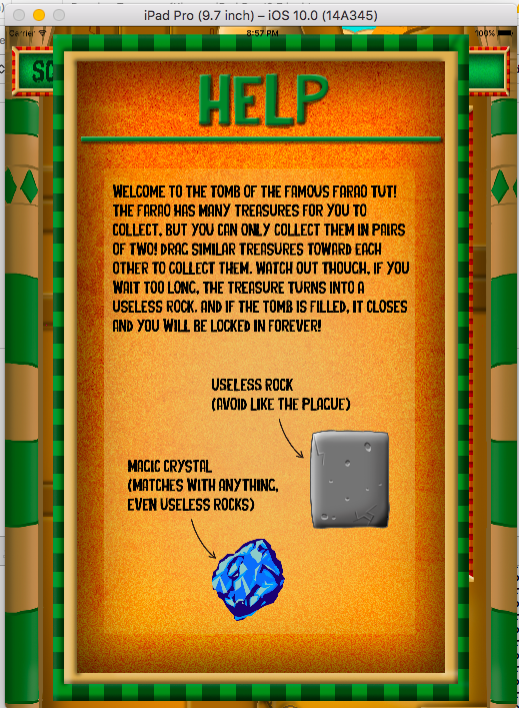 iPad Pro (9.7 inch) – iOS 10.0 (14A345)
Carrier 8:57 PM 100%
SC
HELP
WELCOME TO THE TOMB OF THE FAMOUS FARAO TUT!
THE FARAO HAS MANY TREASURES FOR YOU TO
COLLECT, BUT YOU CAN ONLY COLLECT THEM IN PAIRS
OF TWO! DRAG SIMILAR TREASURES TOWARD EACH
OTHER TO COLLECT THEM. WATCH OUT THOUGH, IF YOU
WAIT TOO LONG, THE TREASURE TURNS INTO A
USELESS ROCK. AND IF THE TOMB IS FILLED, IT CLOSES
AND YOU WILL BE LOCKED IN FOREVER!
USELESS ROCK
(AVOID LIKE THE PLAGUE)
MAGIC CRYSTAL
(MATCHES WITH ANYTHING,
EVEN USELESS ROCKS)